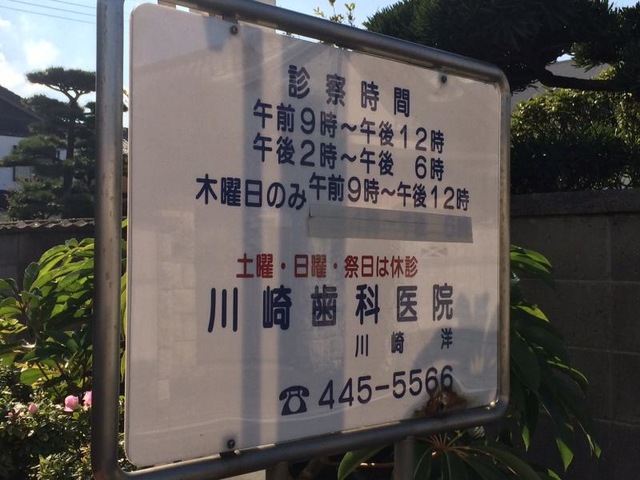 診察時間
午前9時～午後12時
午後2時～午後 6時
木曜日のみ午前9時～午後12時
土曜・日曜・祭日は休診
川崎歯科医院
川崎 洋
☎445-5566